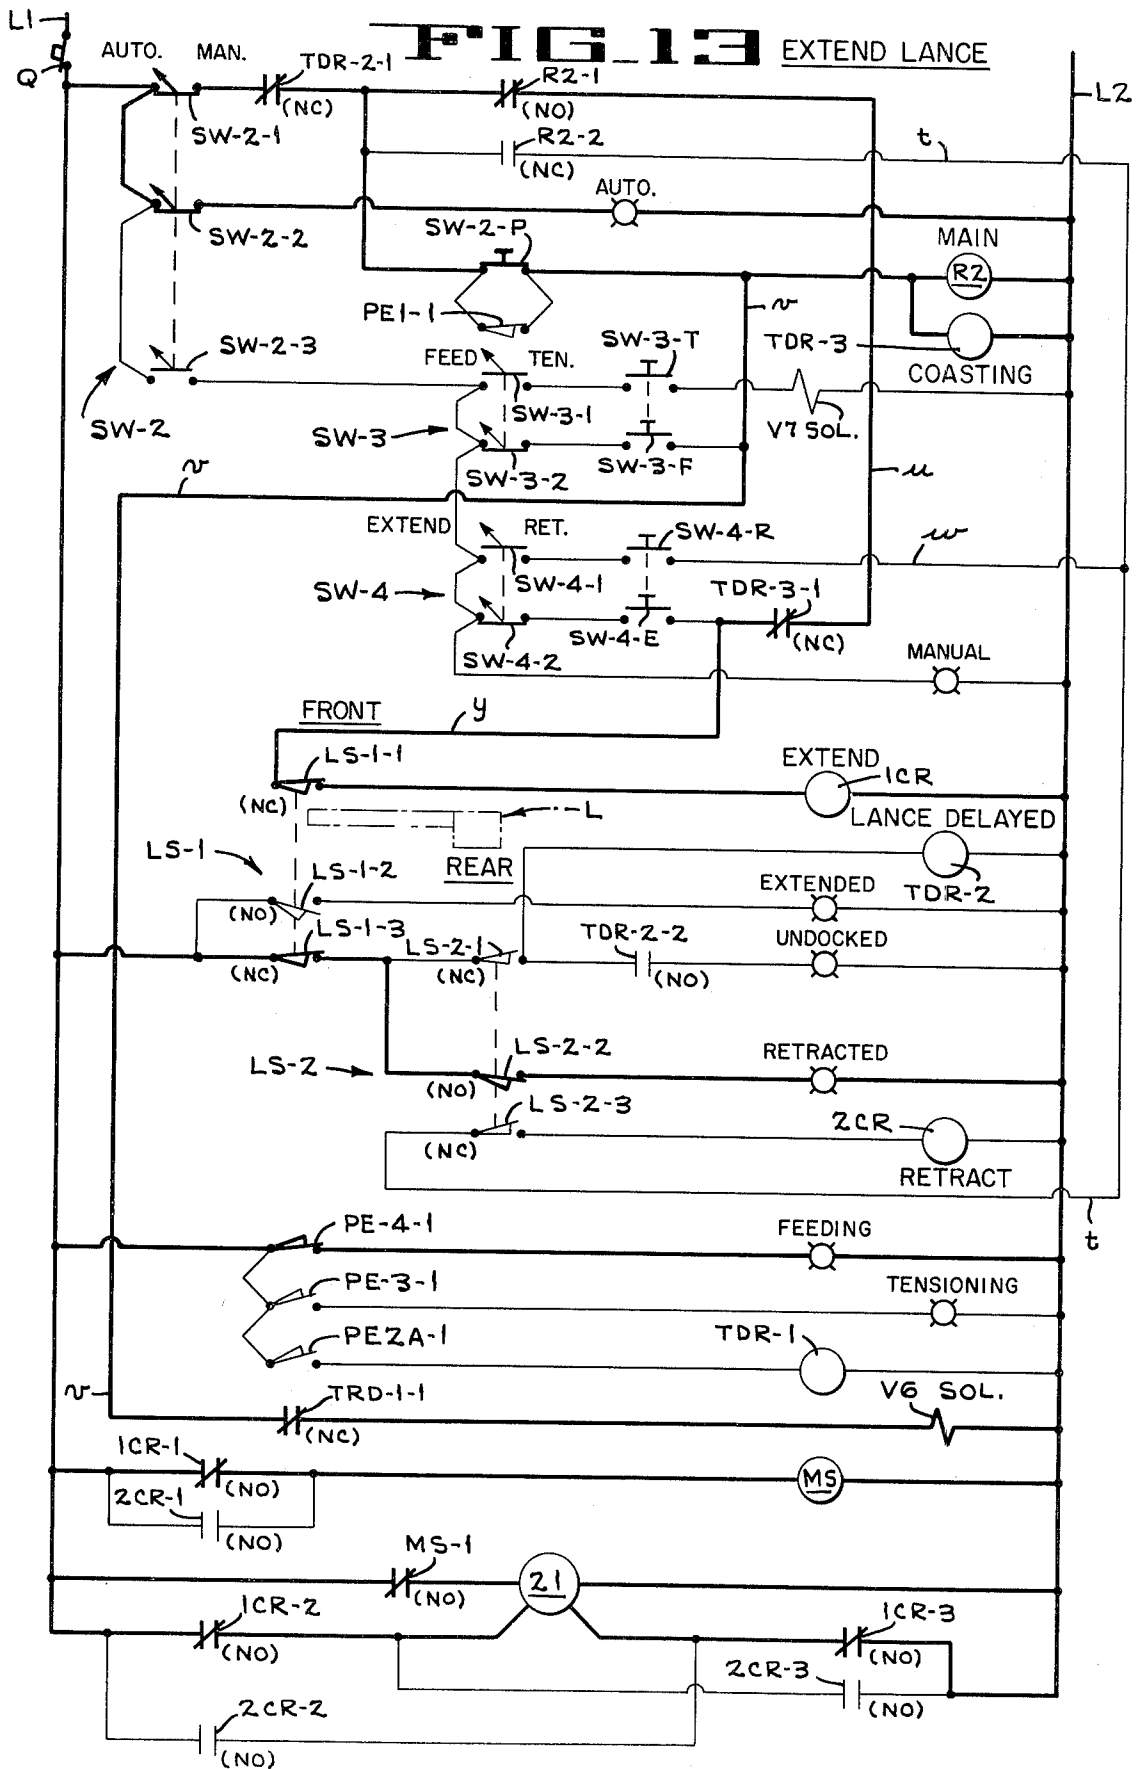 L1
FIG_13
EXTEND LANCE
AUTO. MAN.
TDR-2-1
R2-1
Q
(NC)
(NO)
L2
SW-2-1
R2-2
t
(NC)
AUTO.
SW-2-2
SW-2-P
MAIN
R2
v
PE1-1
SW-2-3
FEED TEN.
SW-3-T
TDR-3
COASTING
SW-3-1
SW-2
SW-3
V7 SOL.
SW-3-F
SW-3-2
v
u
EXTEND RET.
SW-4-R
w
SW-4-1
SW-4
TDR-3-1
SW-4-E
(NC)
SW-4-2
MANUAL
FRONT
y
LS-1-1
EXTEND
1CR
(NC)
L
LANCE DELAYED
LS-1
REAR
LS-1-2
TDR-2
EXTENDED
(NO)
LS-1-3
LS-2-1
TDR-2-2
UNDOCKED
(NC)
(NC)
(NO)
LS-2-2
RETRACTED
LS-2
(NO)
LS-2-3
2CR
(NC)
RETRACT
PE-4-1
FEEDING
t
PE-3-1
TENSIONING
PE2A-1
TDR-1
v
TRD-1-1
V6 SOL.
(NC)
1CR-1
(NO)
MS
2CR-1
(NO)
MS-1
21
(NO)
1CR-2
1CR-3
(NO)
(NO)
2CR-3
(NO)
2CR-2
(NO)